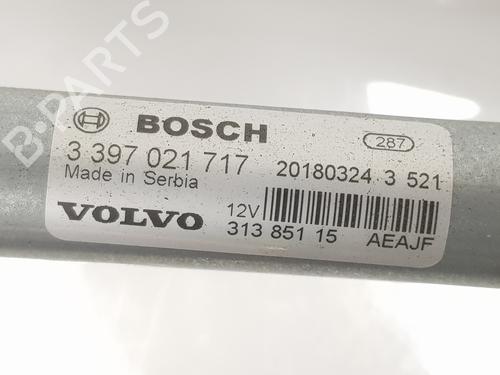 BOSCH
287
3 397 021 717
20180324 3 521
Made in Serbia
VOLVO
12V
313 851 15
AEAJF
B-PARTS